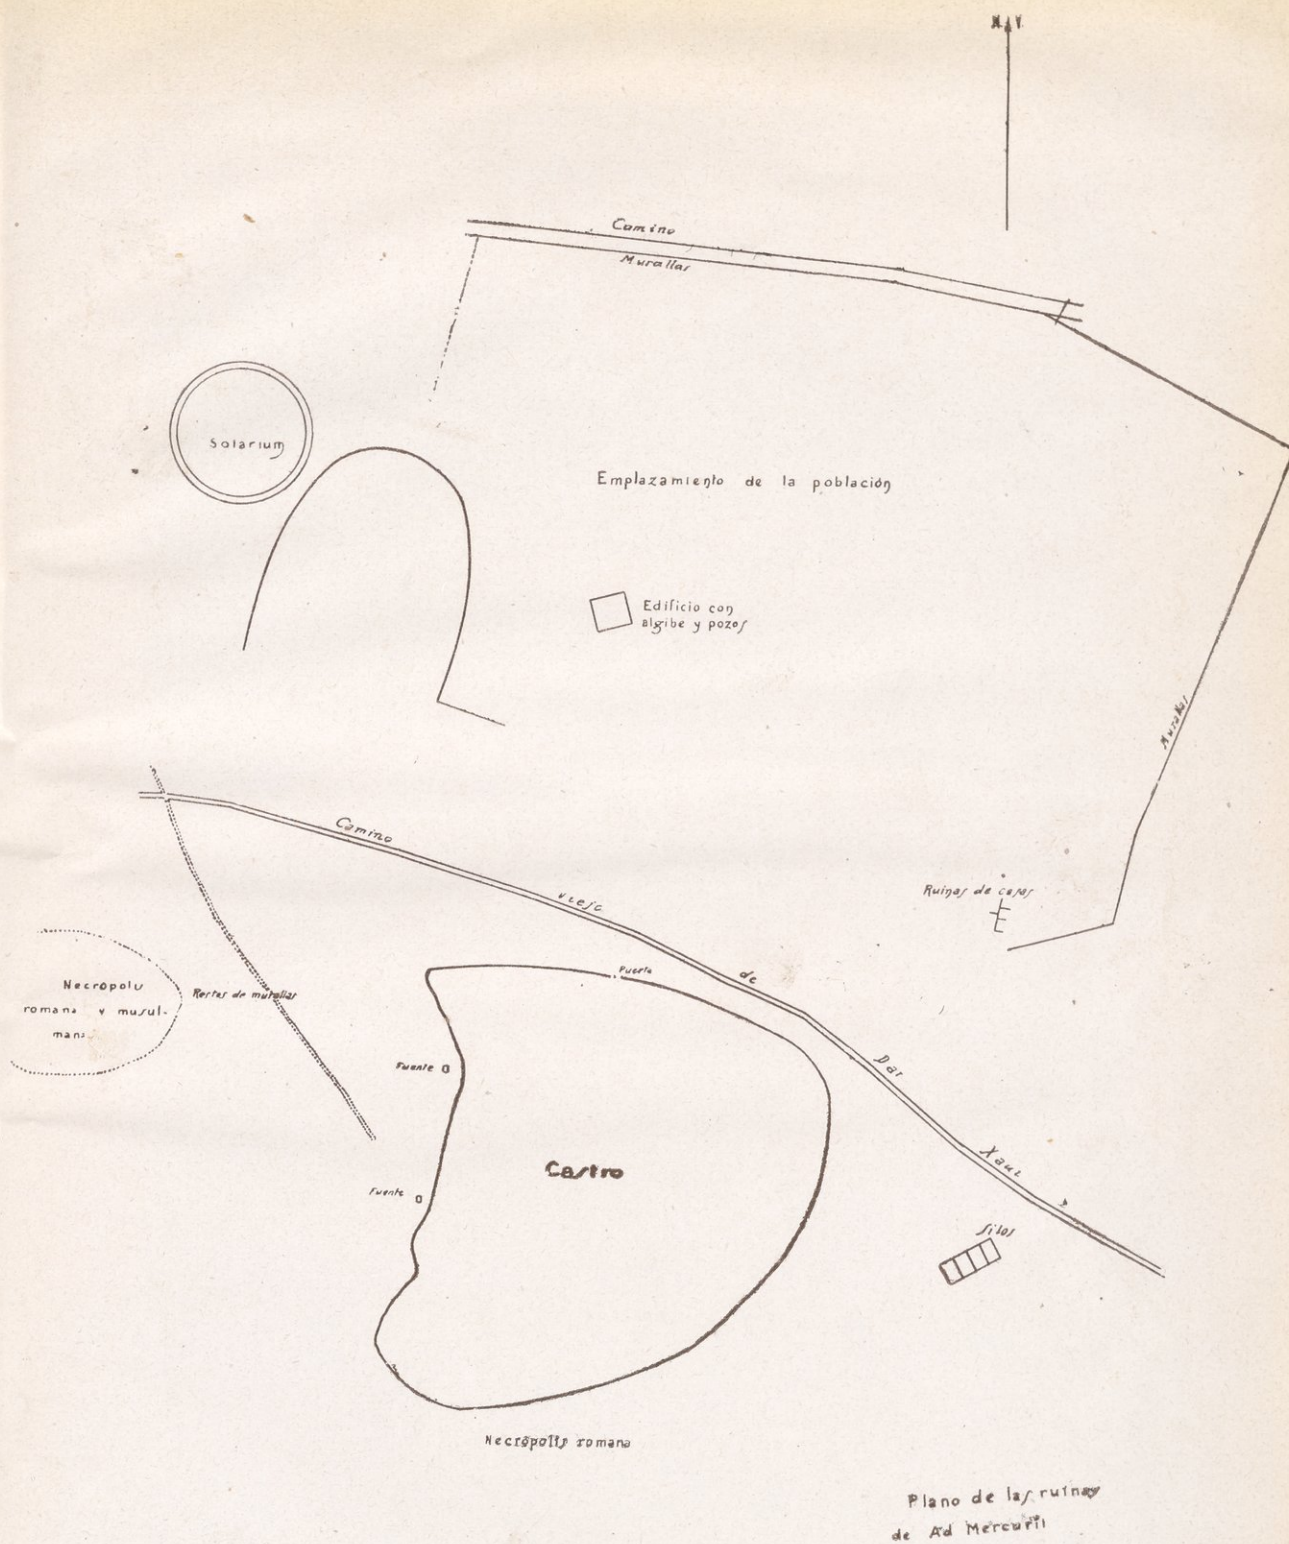 N. V.
Camino
Murallas
Solarium
Emplazamiento de la población
Edificio con
algibe y pozos
Murallas
Camino
viejo
de
Dar
Xaui
Ruinas de casas
Necropolis
romana y musul-
mana
Restos de murallas
Puerta
Fuente
Castro
Fuente
Silos
Necrópolis romana
Plano de las ruinas
de Ad Mercuril